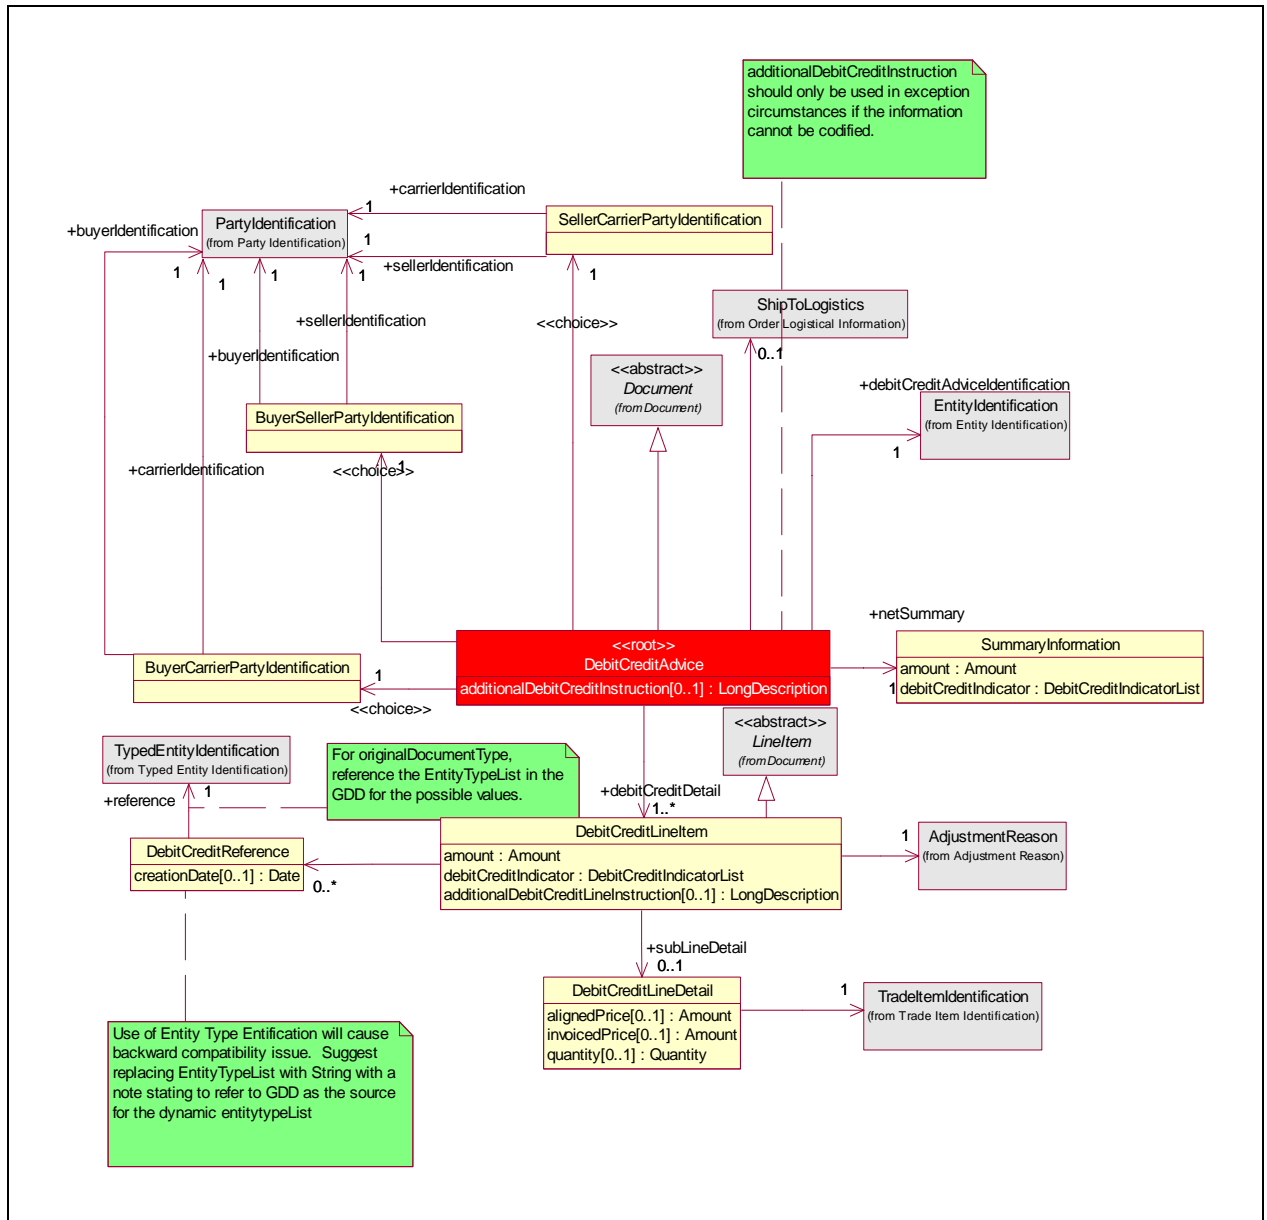 additionalDebitCreditInstruction
should only be used in exception
circumstances if the information
cannot be codified.
+carrierIdentification
1
PartyIdentification
(from Party Identification)
SellerCarrierPartyIdentification
+buyerIdentification
1
+sellerIdentification
1
1
1
1
1
1
<<choice>>
ShipToLogistics
(from Order Logistical Information)
0..1
+sellerIdentification
+buyerIdentification
<<abstract>>
Document
(from Document)
+debitCreditAdviceIdentification
EntityIdentification
(from Entity Identification)
1
BuyerSellerPartyIdentification
+carrierIdentification
<<choice>>
1
+netSummary
<<root>>
DebitCreditAdvice
additionalDebitCreditInstruction[0..1] : LongDescription
SummaryInformation
amount : Amount
debitCreditIndicator : DebitCreditIndicatorList
1
BuyerCarrierPartyIdentification
1
<<choice>>
<<abstract>>
LineItem
(from Document)
TypedEntityIdentification
(from Typed Entity Identification)
For originalDocumentType,
reference the EntityTypeList in the
GDD for the possible values.
+reference
1
+debitCreditDetail
1..*
DebitCreditLineItem
amount : Amount
debitCreditIndicator : DebitCreditIndicatorList
additionalDebitCreditLineInstruction[0..1] : LongDescription
1
AdjustmentReason
(from Adjustment Reason)
DebitCreditReference
creationDate[0..1] : Date
0..*
+subLineDetail
0..1
DebitCreditLineDetail
alignedPrice[0..1] : Amount
invoicedPrice[0..1] : Amount
quantity[0..1] : Quantity
1
TradeItemIdentification
(from Trade Item Identification)
Use of Entity Type Entification will cause
backward compatibility issue.  Suggest
replacing EntityTypeList with String with a
note stating to refer to GDD as the source
for the dynamic entitytypeList